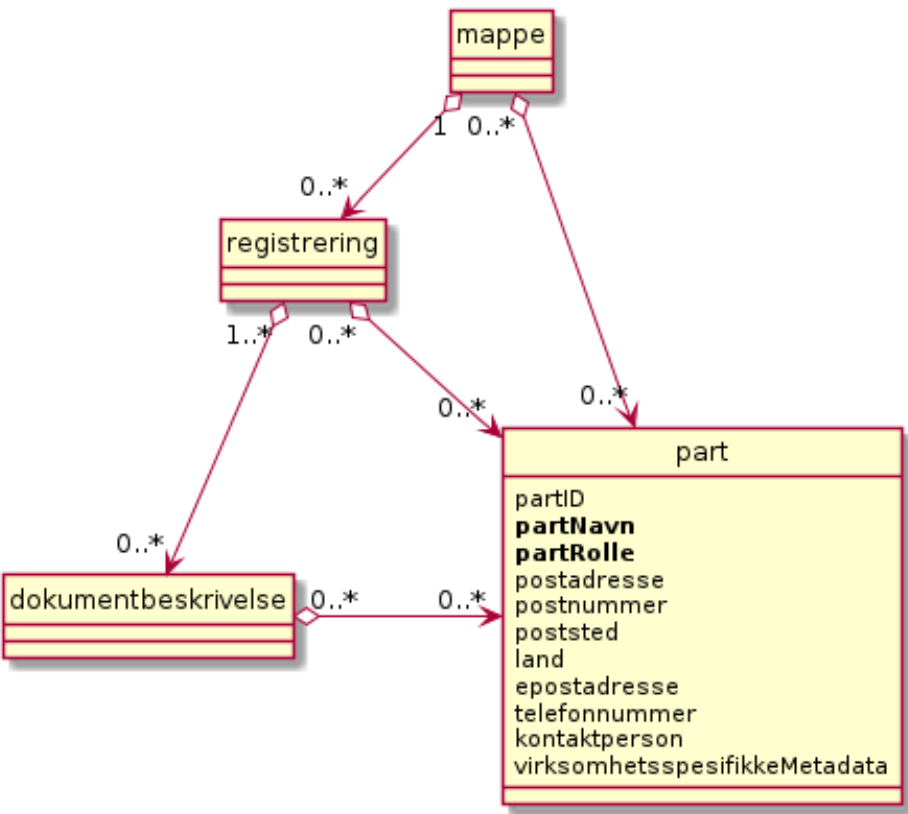 mappe
1 0..*
0..*
registrering
1..* 0..*
0..*
0..*
part
partID
partNavn
partRolle
postadresse
postnummer
poststed
land
epostadresse
telefonnummer
kontaktperson
virksomhetsspesifikkeMetadata
0..*
dokumentbeskrivelse
0..* 0..*